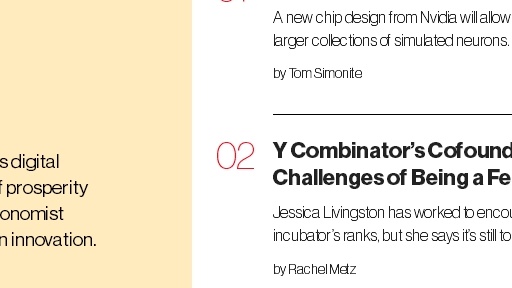 s digital
f prosperity
onomist
n innovation.
A new chip design from Nvidia will allow
larger collections of simulated neurons.
by Tom Simonite
02
Y Combinator's Cofound
Challenges of Being a Fe
Jessica Livingston has worked to encou
incubator's ranks, but she says it's still to
by Rachel Metz